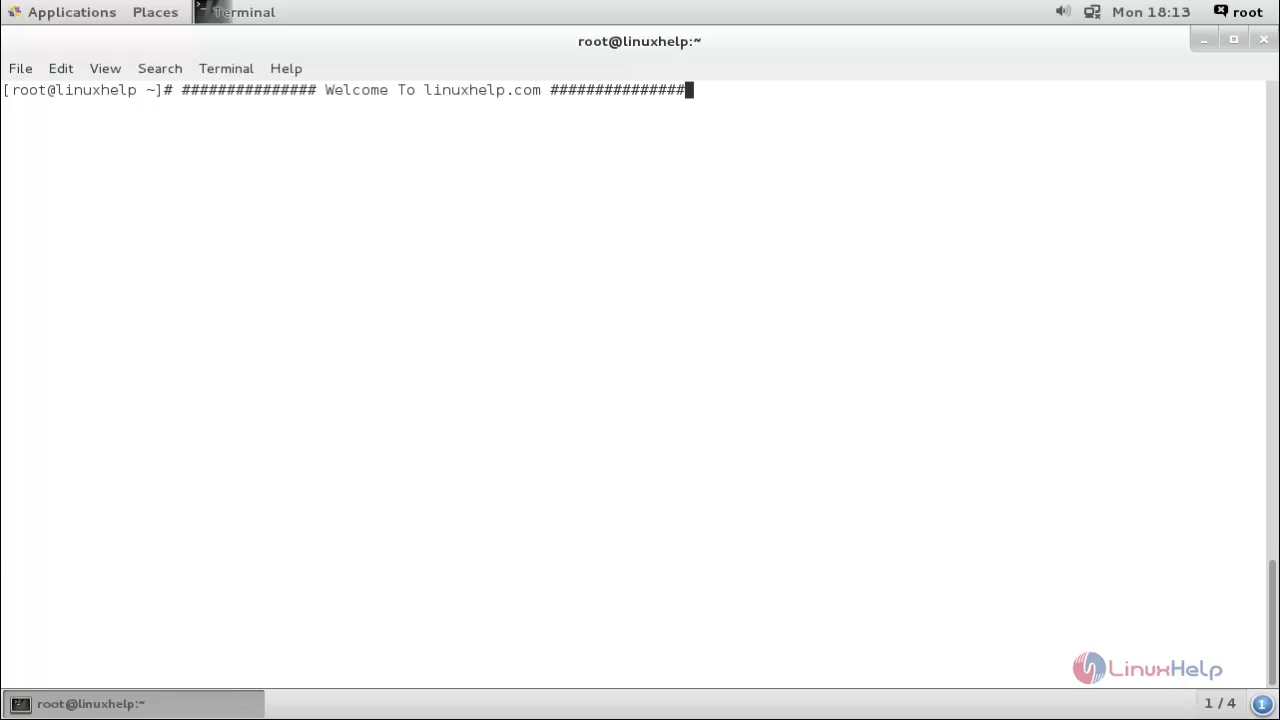 Applications Places Terminal Mon 18:13 root
root@linuxhelp:~
File Edit View Search Terminal Help
[root@linuxhelp ~]# ############### Welcome To linuxhelp.com ###############
LinuxHelp
root@linuxhelp:~ 1 / 4 1